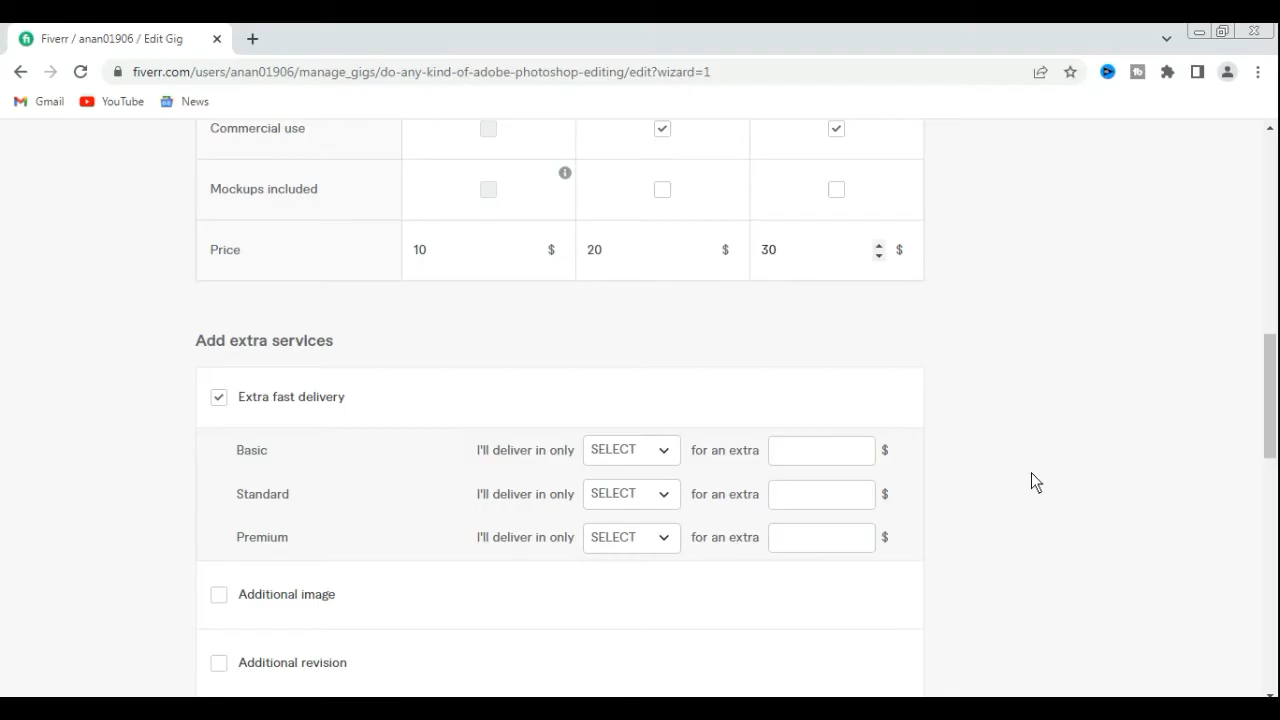 Fiverr / anan01906 / Edit Gig
fiverr.com/users/anan01906/manage_gigs/do-any-kind-of-adobe-photoshop-editing/edit?wizard=1
Gmail YouTube News
Commercial use
Mockups included
Price 10 $ 20 $ 30 $
Add extra services
Extra fast delivery
Basic I'll deliver in only SELECT for an extra $
Standard I'll deliver in only SELECT for an extra $
Premium I'll deliver in only SELECT for an extra $
Additional image
Additional revision